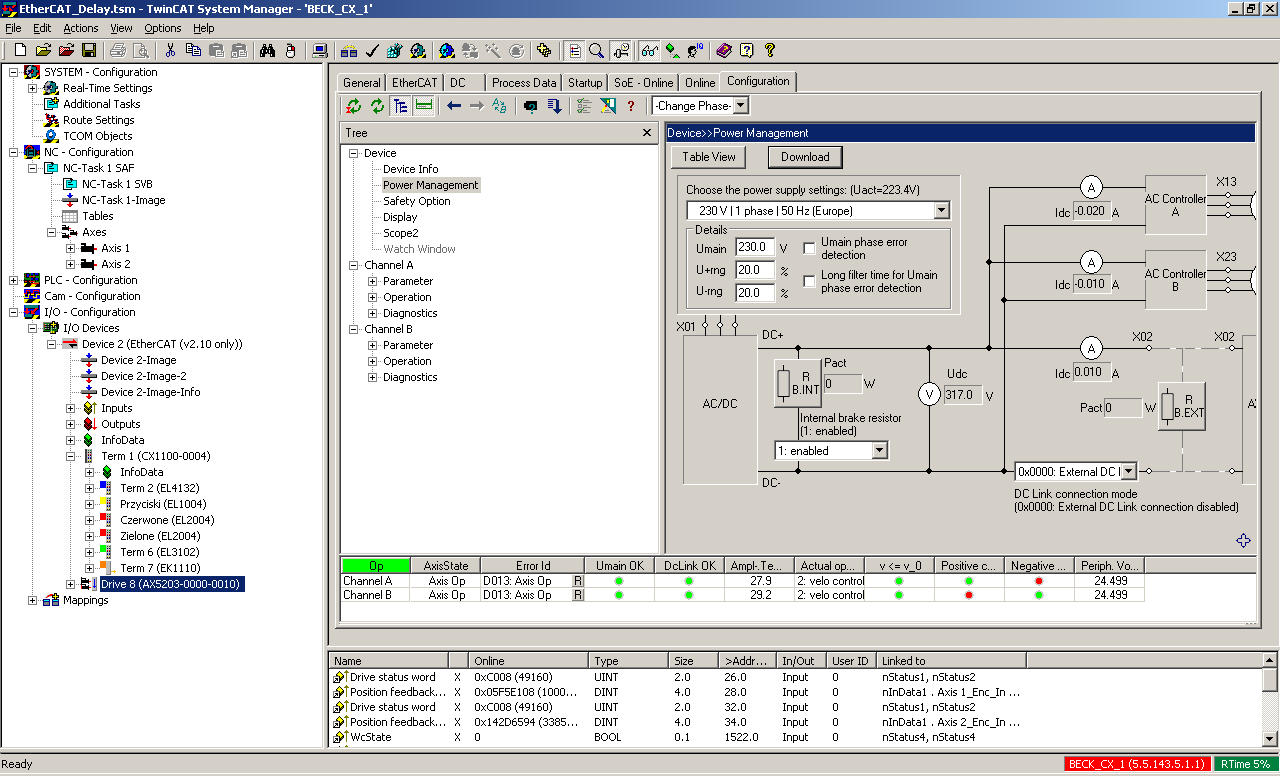 EtherCAT_Delay.tsm - TwinCAT System Manager - 'BECK_CX_1'
File Edit Actions View Options Help
SYSTEM - Configuration
Real-Time Settings
Additional Tasks
Route Settings
TCOM Objects
NC - Configuration
NC-Task 1 SAF
NC-Task 1 SVB
NC-Task 1-Image
Tables
Axes
Axis 1
Axis 2
PLC - Configuration
Cam - Configuration
I/O - Configuration
I/O Devices
Device 2 (EtherCAT (v2.10 only))
Device 2-Image
Device 2-Image-2
Device 2-Image-Info
Inputs
Outputs
InfoData
Term 1 (CX1100-0004)
InfoData
Term 2 (EL4132)
Przyciski (EL1004)
Czerwone (EL2004)
Zielone (EL2004)
Term 6 (EL3102)
Term 7 (EK1110)
Drive 8 (AX5203-0000-0010)
Mappings
General EtherCAT DC Process Data Startup SoE - Online Online Configuration
-Change Phase-
Tree
Device
Device Info
Power Management
Safety Option
Display
Scope2
Watch Window
Channel A
Parameter
Operation
Diagnostics
Channel B
Parameter
Operation
Diagnostics
Device>>Power Management
Table View Download
Choose the power supply settings: (Uact=223.4V)
230 V | 1 phase | 50 Hz (Europe)
Details
Umain 230.0 V
U+rng 20.0 %
U-rng 20.0 %
Umain phase error
detection
Long filter time for Umain
phase error detection
A
Idc -0.020 A
AC Controller
A
X13
A
Idc -0.010 A
AC Controller
B
X23
X01
DC+
AC/DC
R
B.INT
Pact
0 W
Internal brake resistor
(1: enabled)
1: enabled
DC-
Udc
V 317.0 V
A
Idc 0.010 A
X02 X02
Pact 0 W
R
B.EXT
0x0000: External DC
DC Link connection mode
(0x0000: External DC Link connection disabled)
Op AxisState Error Id Umain OK DcLink OK Ampl.-Te... Actual op... v <= v_0 Positive c... Negative ... Periph. Vo...
Channel A Axis Op D013: Axis Op R 27.9 2: velo control 24.499
Channel B Axis Op D013: Axis Op R 29.2 2: velo control 24.499
Name Online Type Size >Addr... In/Out User ID Linked to
Drive status word X 0xC008 (49160) UINT 2.0 26.0 Input 0 nStatus1, nStatus2
Position feedback... X 0x05F5E108 (1000... DINT 4.0 28.0 Input 0 nInData1 . Axis 1_Enc_In ...
Drive status word X 0xC008 (49160) UINT 2.0 32.0 Input 0 nStatus1, nStatus2
Position feedback... X 0x142D6594 (3385... DINT 4.0 34.0 Input 0 nInData1 . Axis 2_Enc_In ...
WcState X 0 BOOL 0.1 1522.0 Input 0 nStatus4, nStatus4
Ready
BECK_CX_1 (5.5.143.5.1.1) RTime 5%